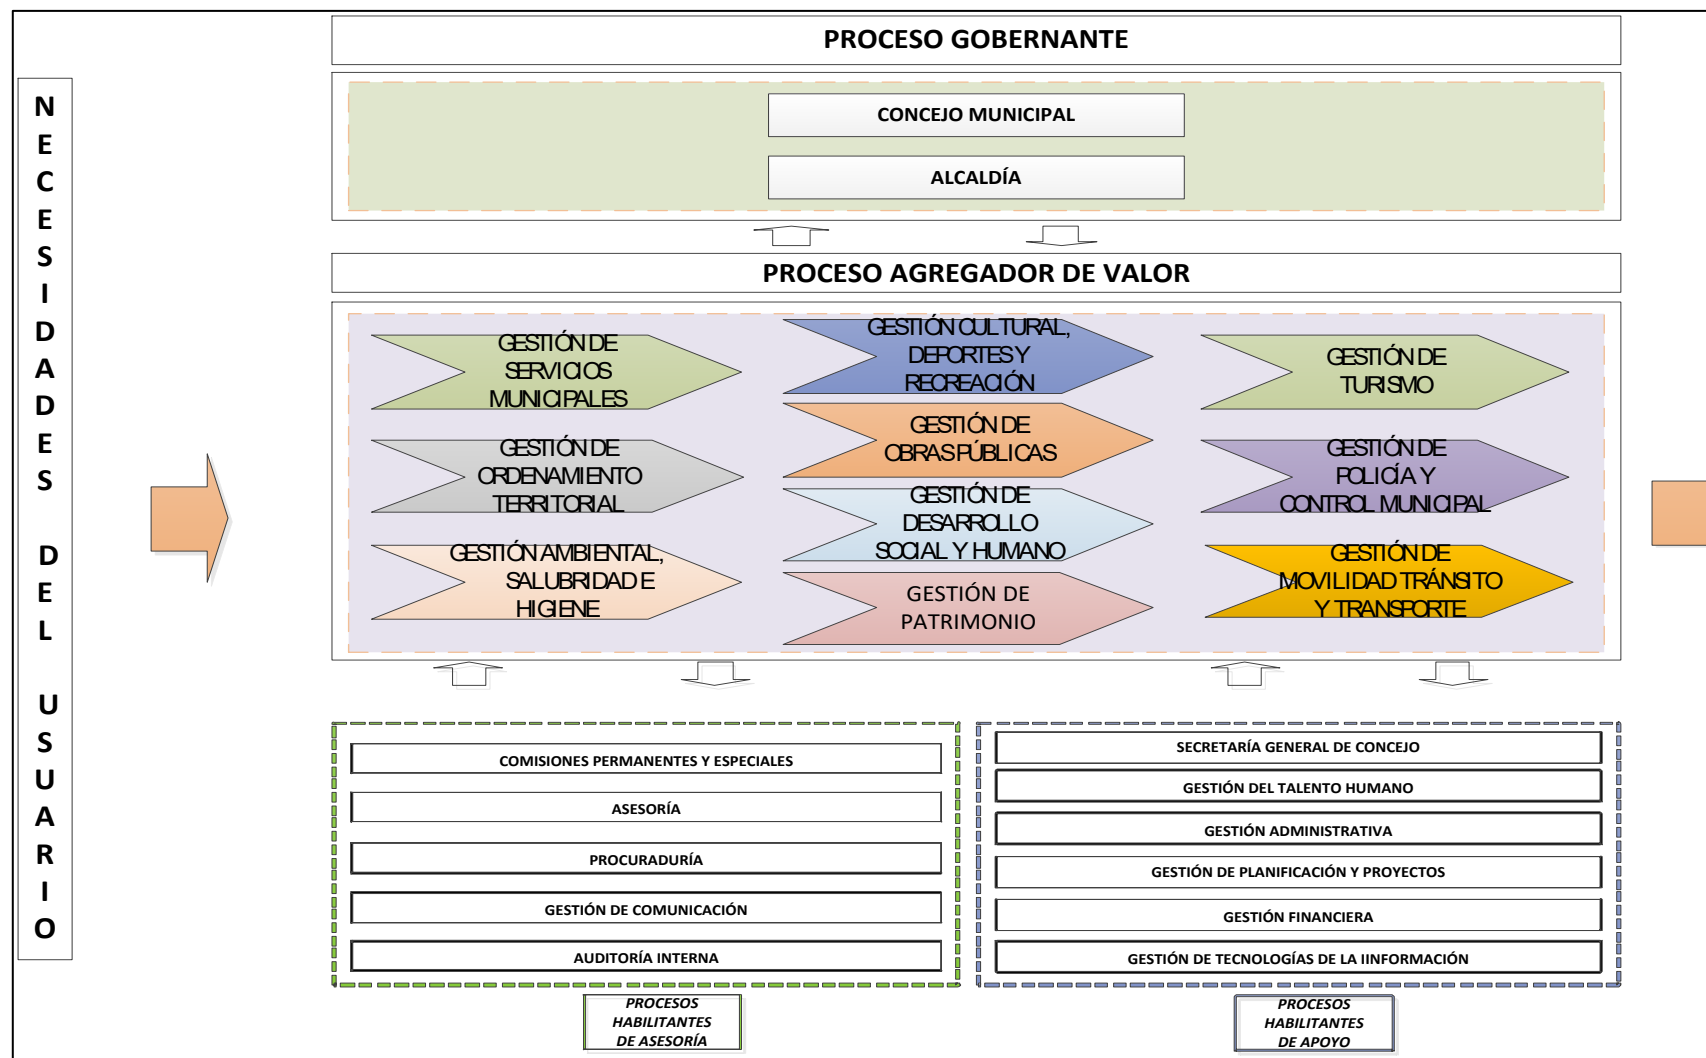 NECESIDADES DEL USUARIO
PROCESO GOBERNANTE
CONCEJO MUNICIPAL
ALCALDÍA
PROCESO AGREGADOR DE VALOR
GESTIÓN DE
SERVICIOS
MUNICIPALES
GESTIÓN DE
ORDENAMIENTO
TERRITORIAL
GESTIÓN AMBIENTAL,
SALUBRIDAD E
HIGIENE
GESTIÓN CULTURAL,
DEPORTES Y
RECREACIÓN
GESTIÓN DE
OBRAS PÚBLICAS
GESTIÓN DE
DESARROLLO
SOCIAL Y HUMANO
GESTIÓN DE
PATRIMONIO
GESTIÓN DE
TURISMO
GESTIÓN DE
POLICÍA Y
CONTROL MUNICIPAL
GESTIÓN DE
MOVILIDAD TRÁNSITO
Y TRANSPORTE
COMISIONES PERMANENTES Y ESPECIALES
ASESORÍA
PROCURADURÍA
GESTIÓN DE COMUNICACIÓN
AUDITORÍA INTERNA
PROCESOS
HABILITANTES
DE ASESORÍA
SECRETARÍA GENERAL DE CONCEJO
GESTIÓN DEL TALENTO HUMANO
GESTIÓN ADMINISTRATIVA
GESTIÓN DE PLANIFICACIÓN Y PROYECTOS
GESTIÓN FINANCIERA
GESTIÓN DE TECNOLOGÍAS DE LA IINFORMACIÓN
PROCESOS
HABILITANTES
DE APOYO